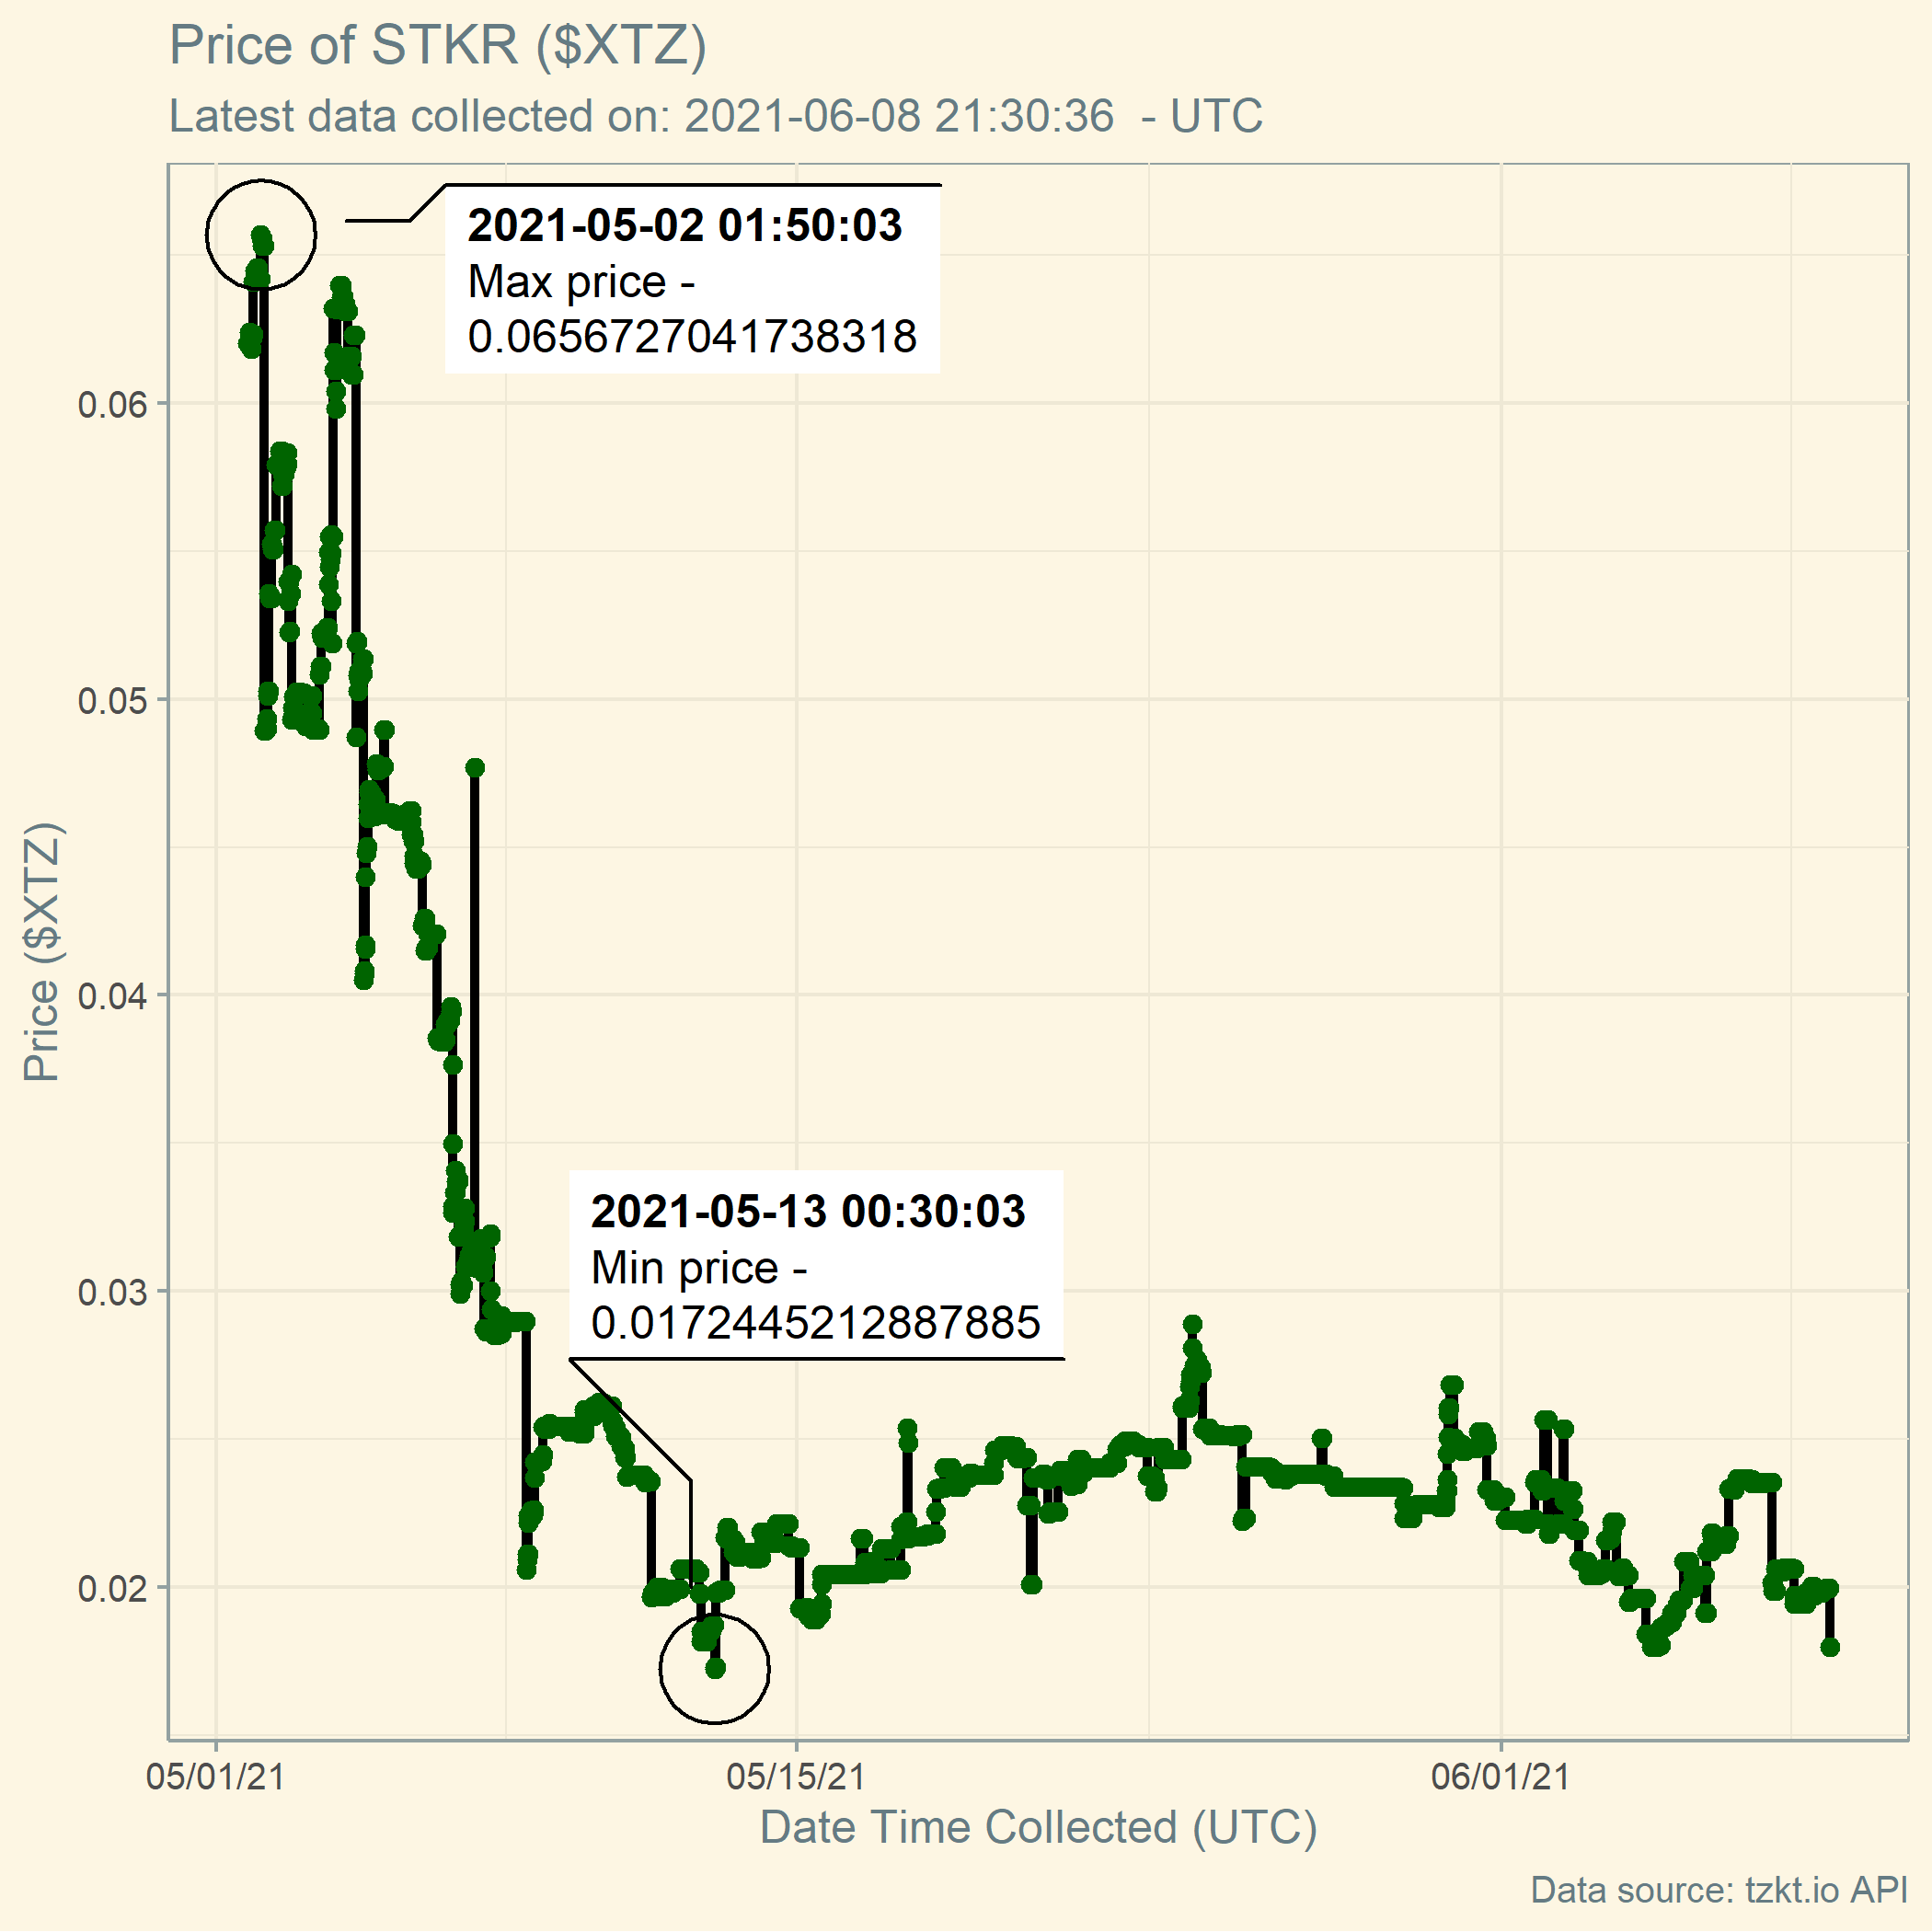 Price of STKR ($XTZ)
Latest data collected on: 2021-06-08 21:30:36  - UTC
2021-05-02 01:50:03
Max price -
0.0656727041738318
0.06
0.05
0.04
0.03
0.02
Price ($XTZ)
2021-05-13 00:30:03
Min price -
0.0172445212887885
05/01/21
05/15/21
06/01/21
Date Time Collected (UTC)
Data source: tzkt.io API